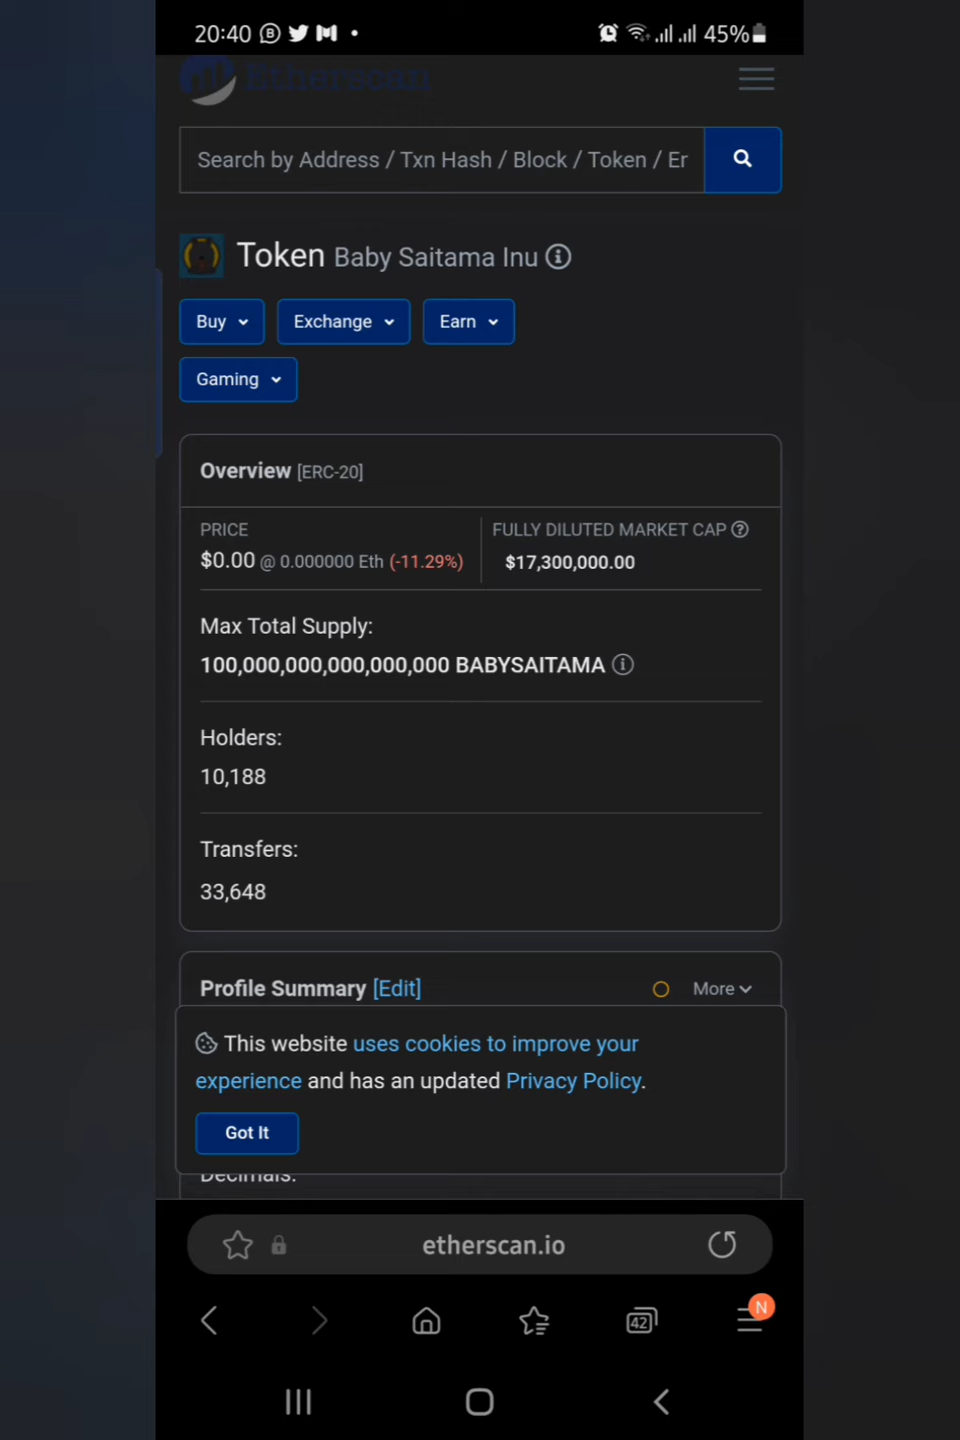 20:40 45%
Etherscan
Search by Address / Txn Hash / Block / Token / Er
Token Baby Saitama Inu
Buy Exchange Earn
Gaming
Overview [ERC-20]
PRICE FULLY DILUTED MARKET CAP
$0.00 @ 0.000000 Eth (-11.29%) $17,300,000.00
Max Total Supply:
100,000,000,000,000,000 BABYSAITAMA
Holders:
10,188
Transfers:
33,648
Profile Summary [Edit] More
This website uses cookies to improve your
experience and has an updated Privacy Policy.
Got It
Decimals:
etherscan.io
42 N